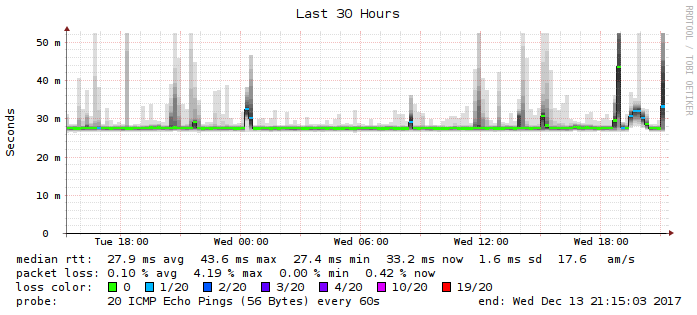 Last 30 Hours
RRDTOOL / TOBI OETIKER
Seconds
50 m
40 m
30 m
20 m
10 m
0
Tue 18:00 Wed 00:00 Wed 06:00 Wed 12:00 Wed 18:00
median rtt: 27.9 ms avg 43.6 ms max 27.4 ms min 33.2 ms now 1.6 ms sd 17.6 am/s
packet loss: 0.10 % avg 4.19 % max 0.00 % min 0.42 % now
loss color: 0 1/20 2/20 3/20 4/20 10/20 19/20
probe: 20 ICMP Echo Pings (56 Bytes) every 60s end: Wed Dec 13 21:15:03 2017